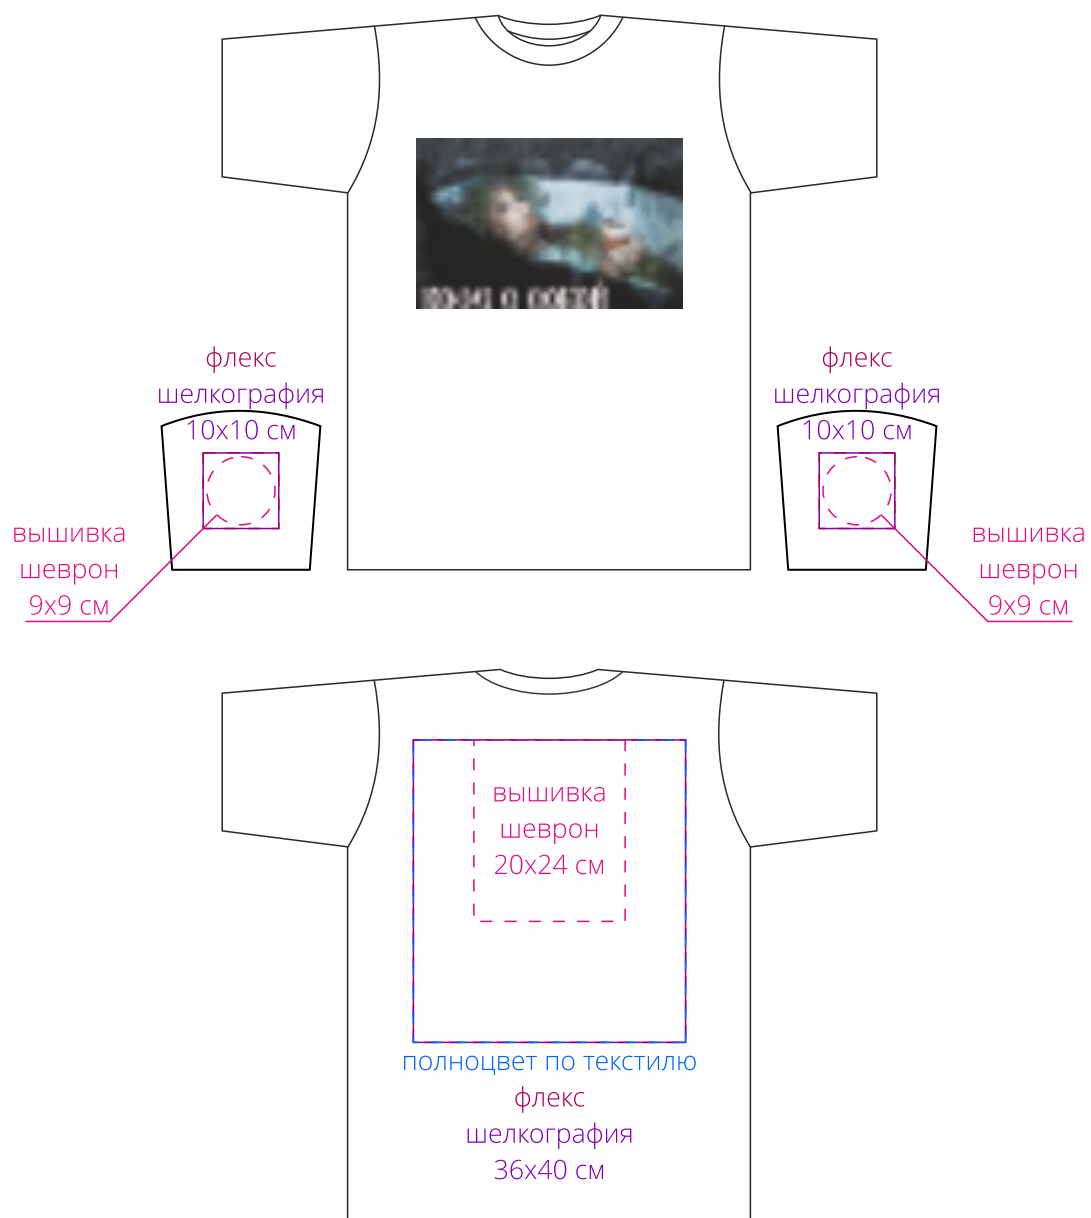 флекс
шелкография
10х10 см
вышивка
шеврон
9х9 см
флекс
шелкография
10х10 см
вышивка
шеврон
9х9 см
вышивка
шеврон
20х24 см
полноцвет по текстилю
флекс
шелкография
36х40 см